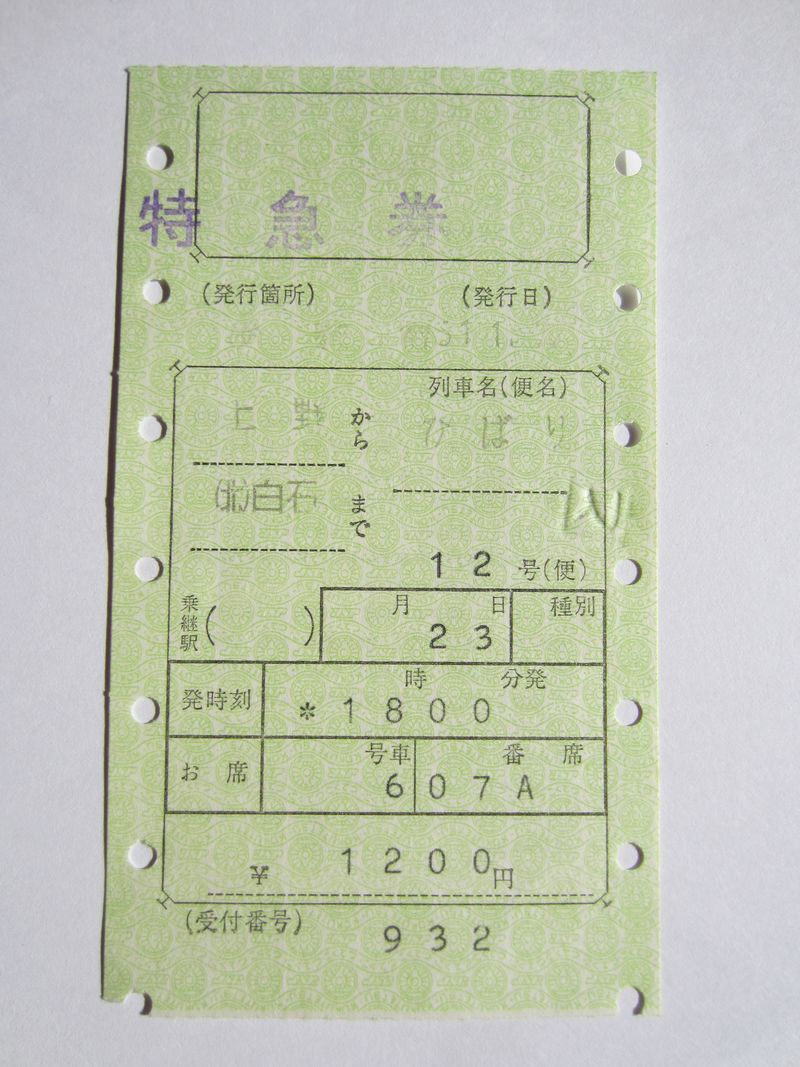 特急券
(発行箇所) (発行日)
51.1.
列車名(便名)
上野 から ひばり
(北)白石 まで
12 号(便)
乗継駅( ) 月 日 種別
23
時 分発
発時刻 *1800
号車 番 席
お 席 6 07A
¥ 1200円
(受付番号) 932